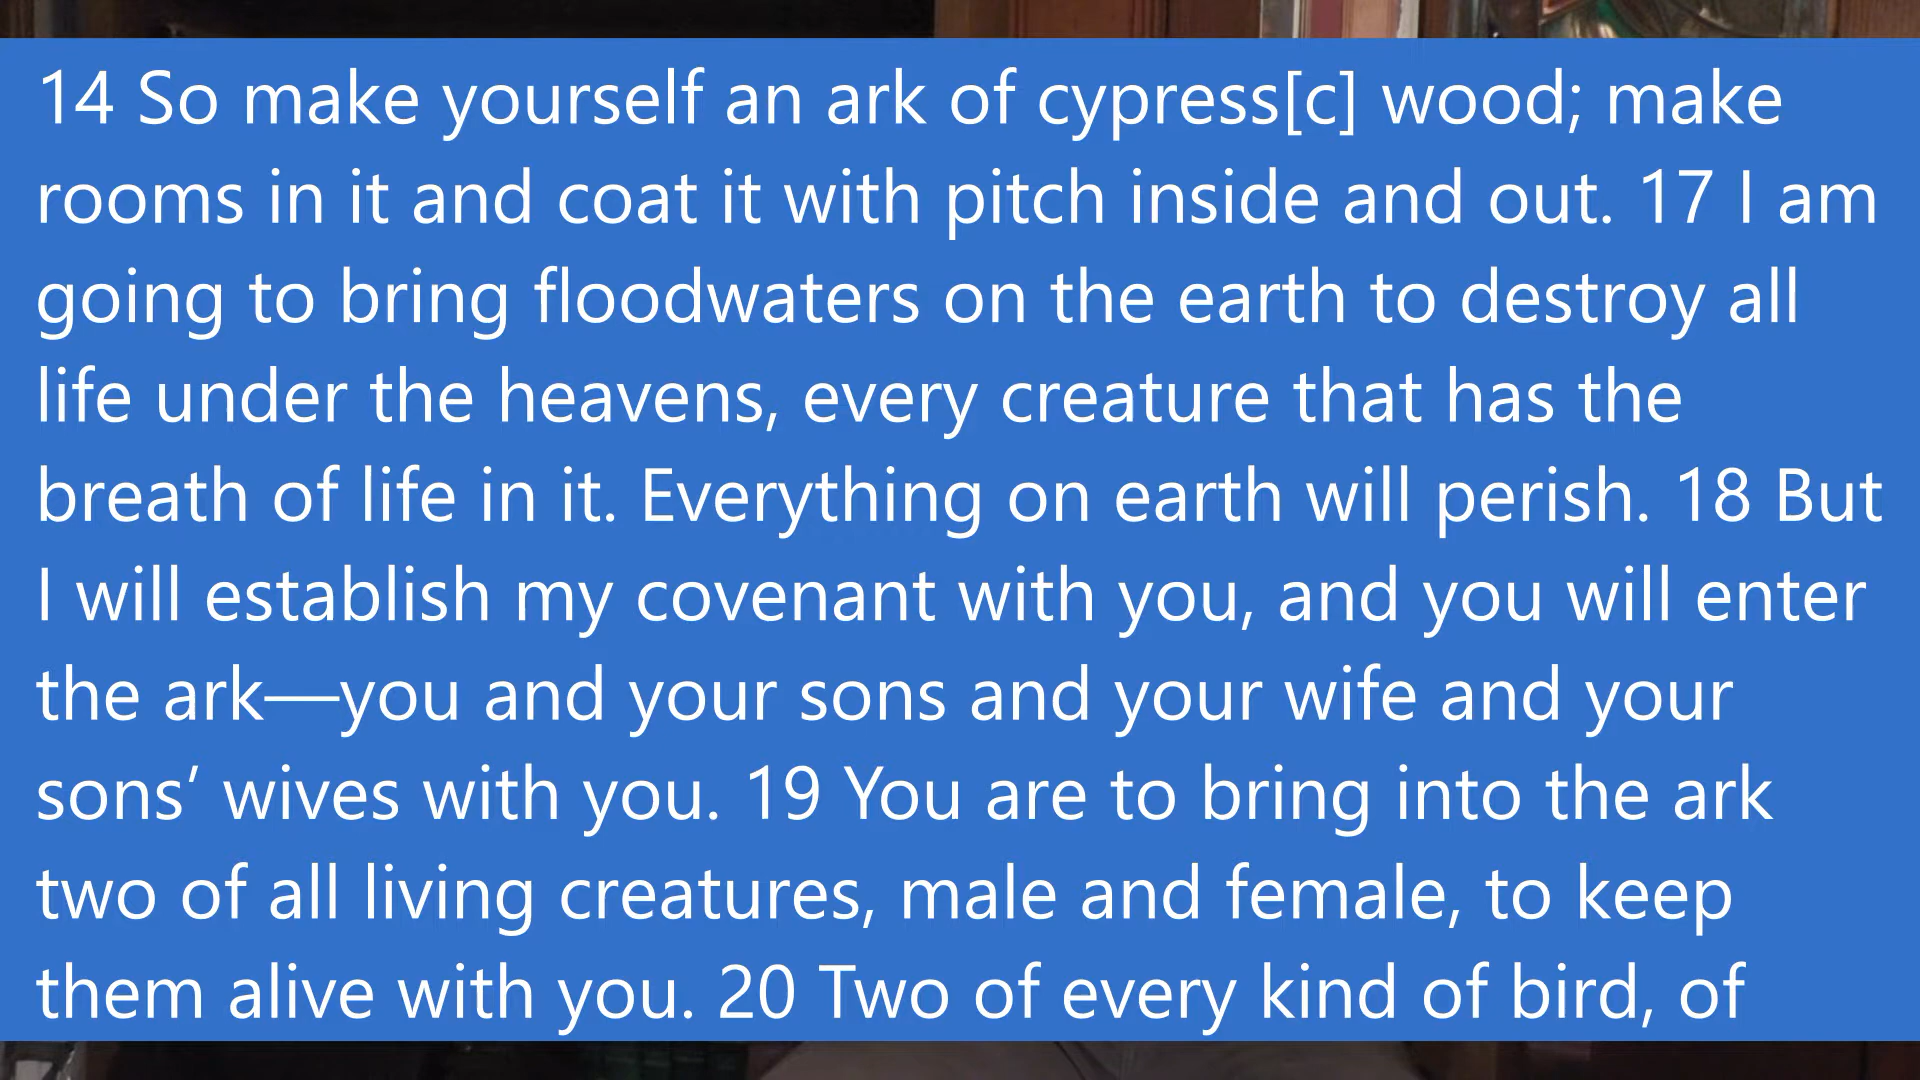 14 So make yourself an ark of cypress[c] wood; make
rooms in it and coat it with pitch inside and out. 17 I am
going to bring floodwaters on the earth to destroy all
life under the heavens, every creature that has the
breath of life in it. Everything on earth will perish. 18 But
I will establish my covenant with you, and you will enter
the ark—you and your sons and your wife and your
sons’ wives with you. 19 You are to bring into the ark
two of all living creatures, male and female, to keep
them alive with you. 20 Two of every kind of bird, of